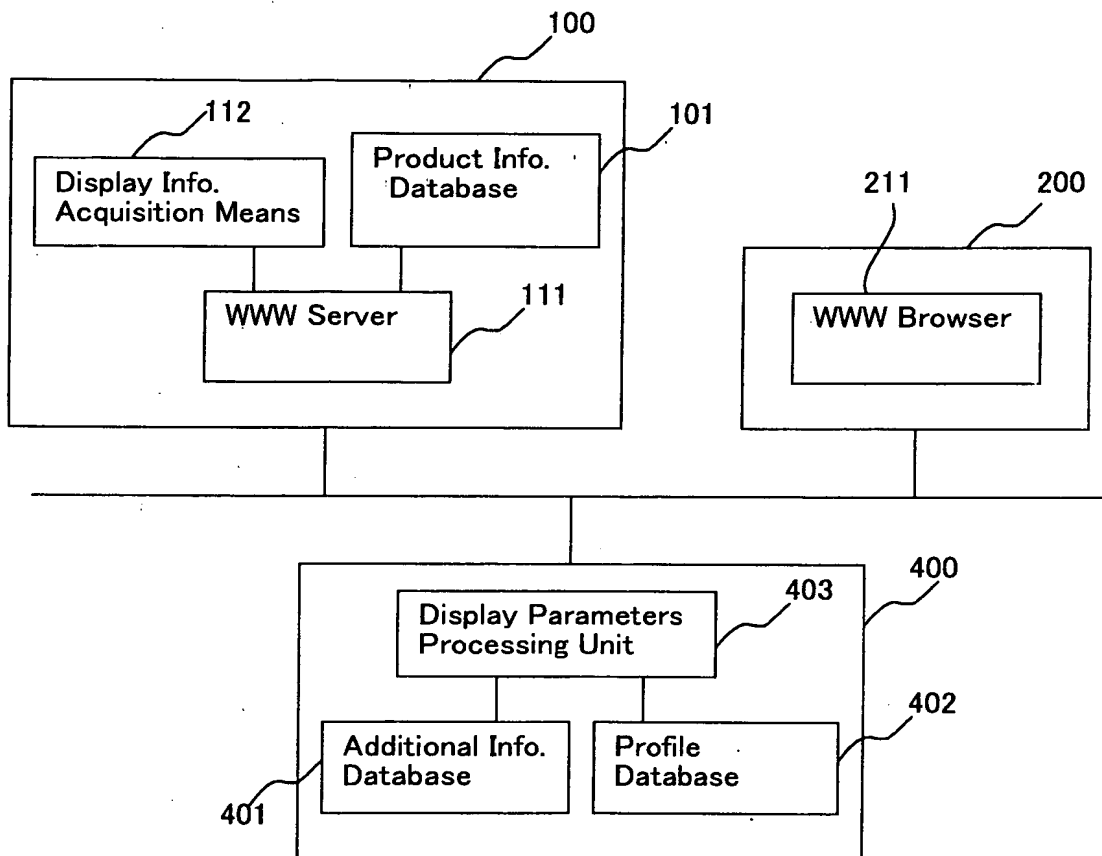 100
112
101
Display Info.
Acquisition Means
Product Info.
Database
211
200
WWW Server
111
WWW Browser
400
403
Display Parameters
Processing Unit
402
Additional Info.
Database
Profile
Database
401